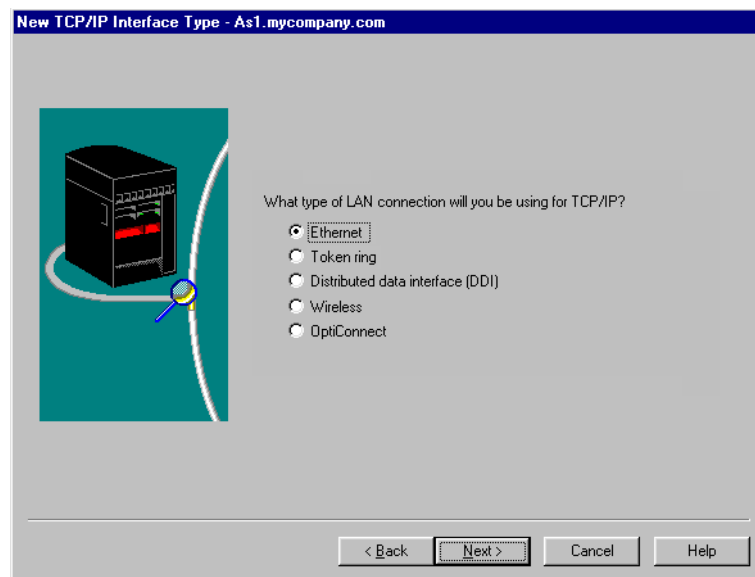 New TCP/IP Interface Type - As1.mycompany.com
What type of LAN connection will you be using for TCP/IP?
Ethernet
Token ring
Distributed data interface (DDI)
Wireless
OptiConnect
< Back Next > Cancel Help